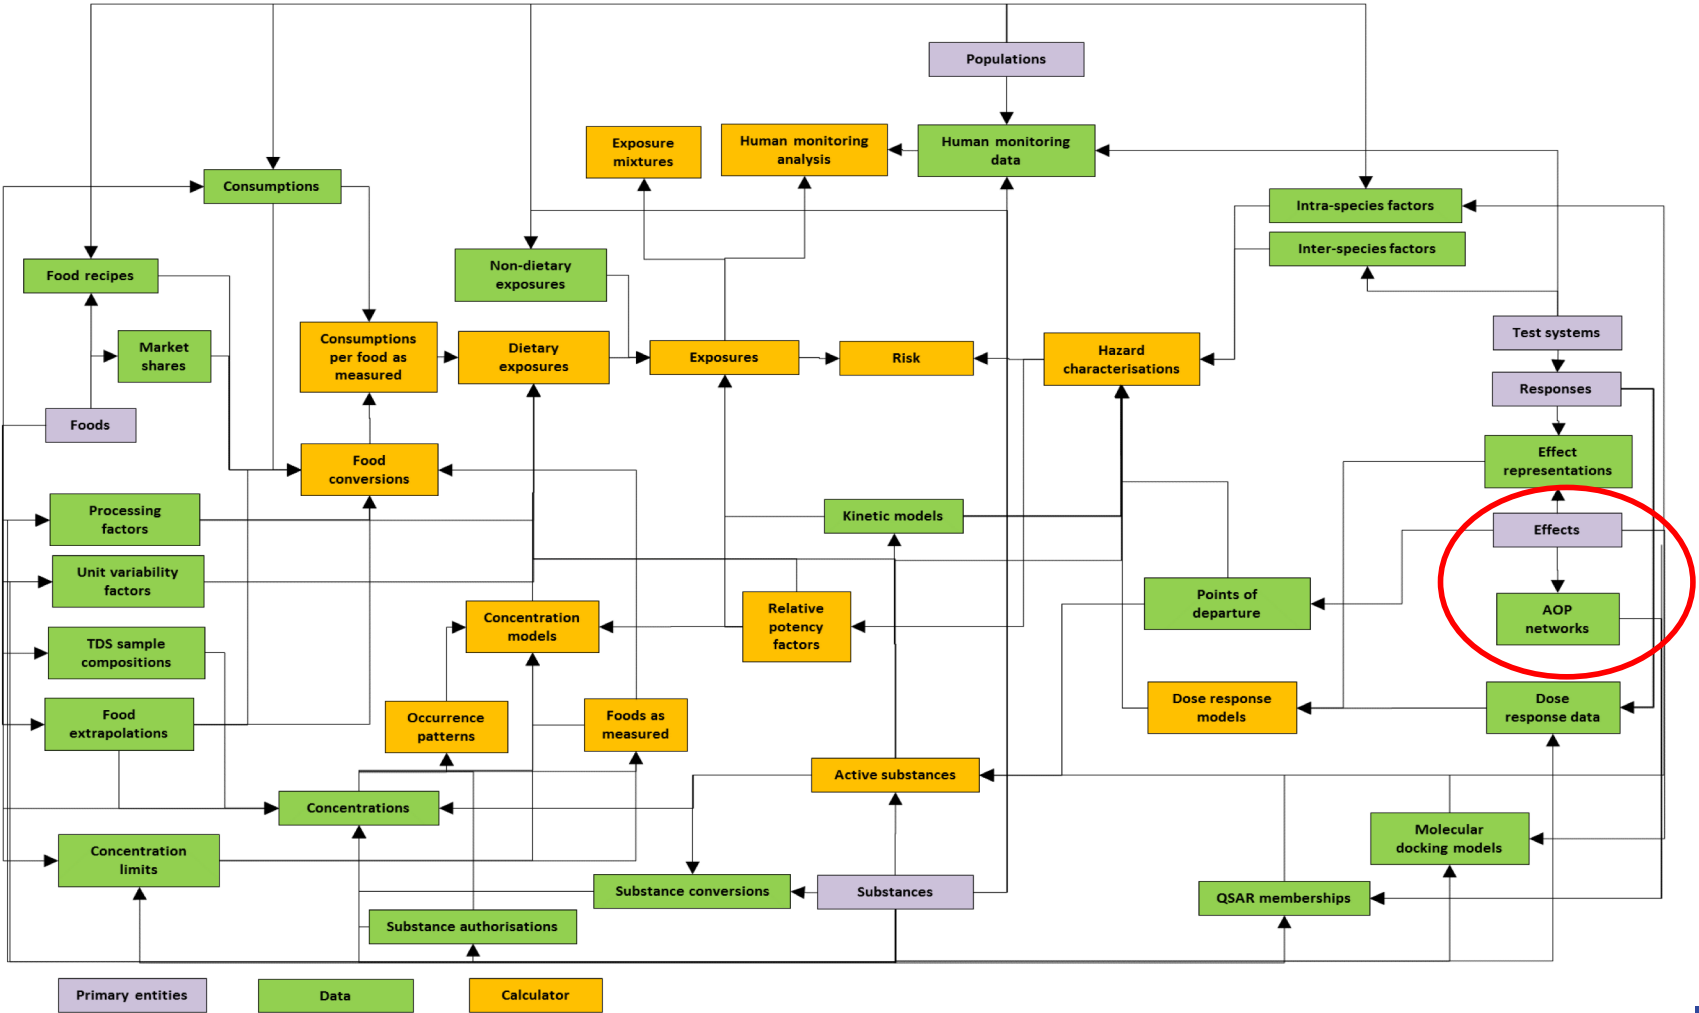 Populations
Exposure
mixtures
Human monitoring
analysis
Human monitoring
data
Consumptions
Intra-species factors
Inter-species factors
Food recipes
Non-dietary
exposures
Market
shares
Consumptions
per food as
measured
Dietary
exposures
Exposures
Risk
Hazard
characterisations
Test systems
Responses
Foods
Food
conversions
Effect
representations
Processing
factors
Kinetic models
Effects
Unit variability
factors
Points of
departure
AOP
networks
Concentration
models
Relative
potency
factors
TDS sample
compositions
Food
extrapolations
Occurrence
patterns
Foods as
measured
Dose response
models
Dose
response data
Active substances
Concentrations
Molecular
docking models
Concentration
limits
Substance conversions
Substances
QSAR memberships
Substance authorisations
Primary entities
Data
Calculator